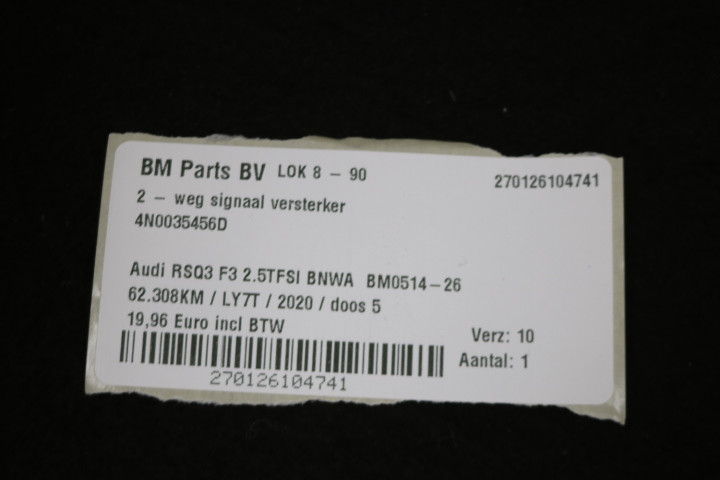 BM Parts BV LOK 8 – 90
270126104741
2 – weg signaal versterker
4N0035456D
Audi RSQ3 F3 2.5TFSI BNWA BM0514–26
62.308KM / LY7T / 2020 / doos 5
19,96 Euro incl BTW
Verz: 10
Aantal: 1
270126104741